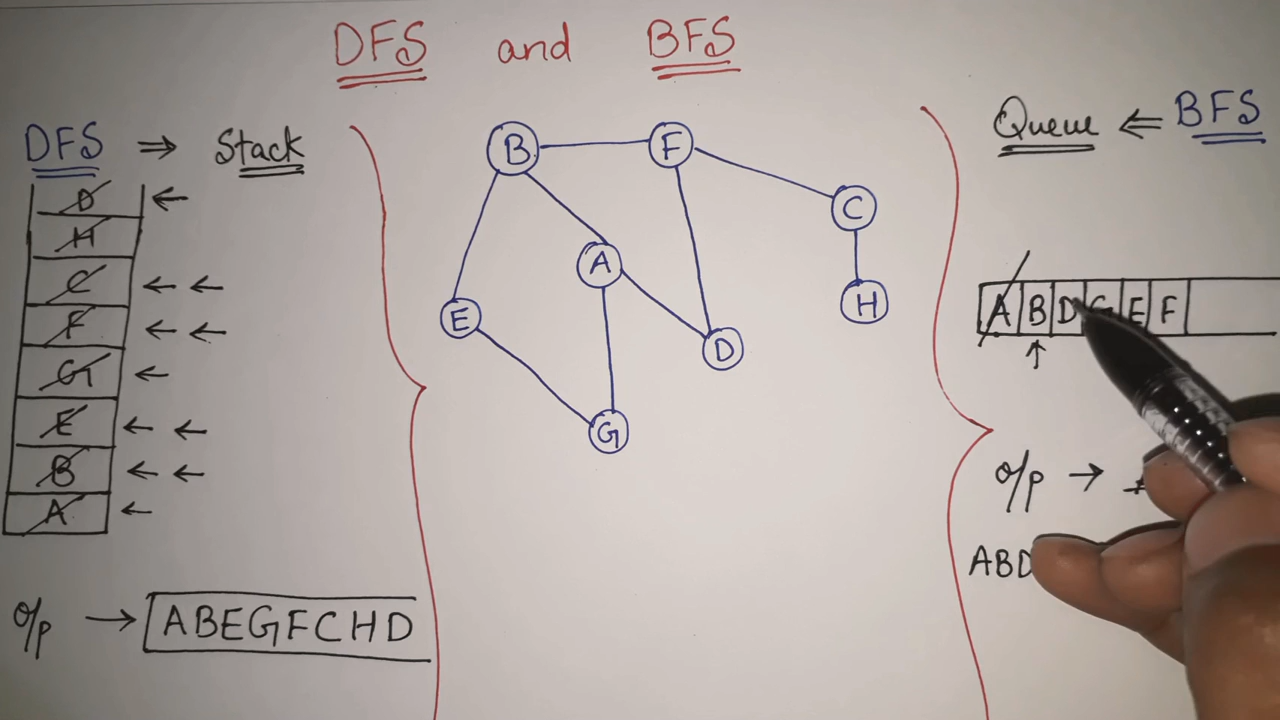 DFS and BFS
DFS ⇒ Stack
D ←
H
C ← ←
F ← ←
G ←
E ← ←
B ← ←
A ←
o/p → ABEGFCHD
B
F
C
A
H
E
D
G
Queue ⇐ BFS
A B D G E F
↑
o/p →
ABD